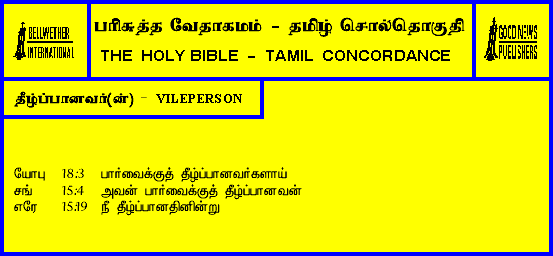 BELLWETHER
INTERNATIONAL
பரிசுத்த வேதாகமம் - தமிழ் சொல்தொகுதி
THE HOLY BIBLE - TAMIL CONCORDANCE
GOOD NEWS
PUBLISHERS
தீழ்ப்பானவர்(ன்) - VILEPERSON
யோபு 18:3 பார்வைக்குத் தீழ்ப்பானவர்களாய்
சங் 15:4 அவன் பார்வைக்குத் தீழ்ப்பானவன்
எரே 15:19 நீ தீழ்ப்பானதினின்று